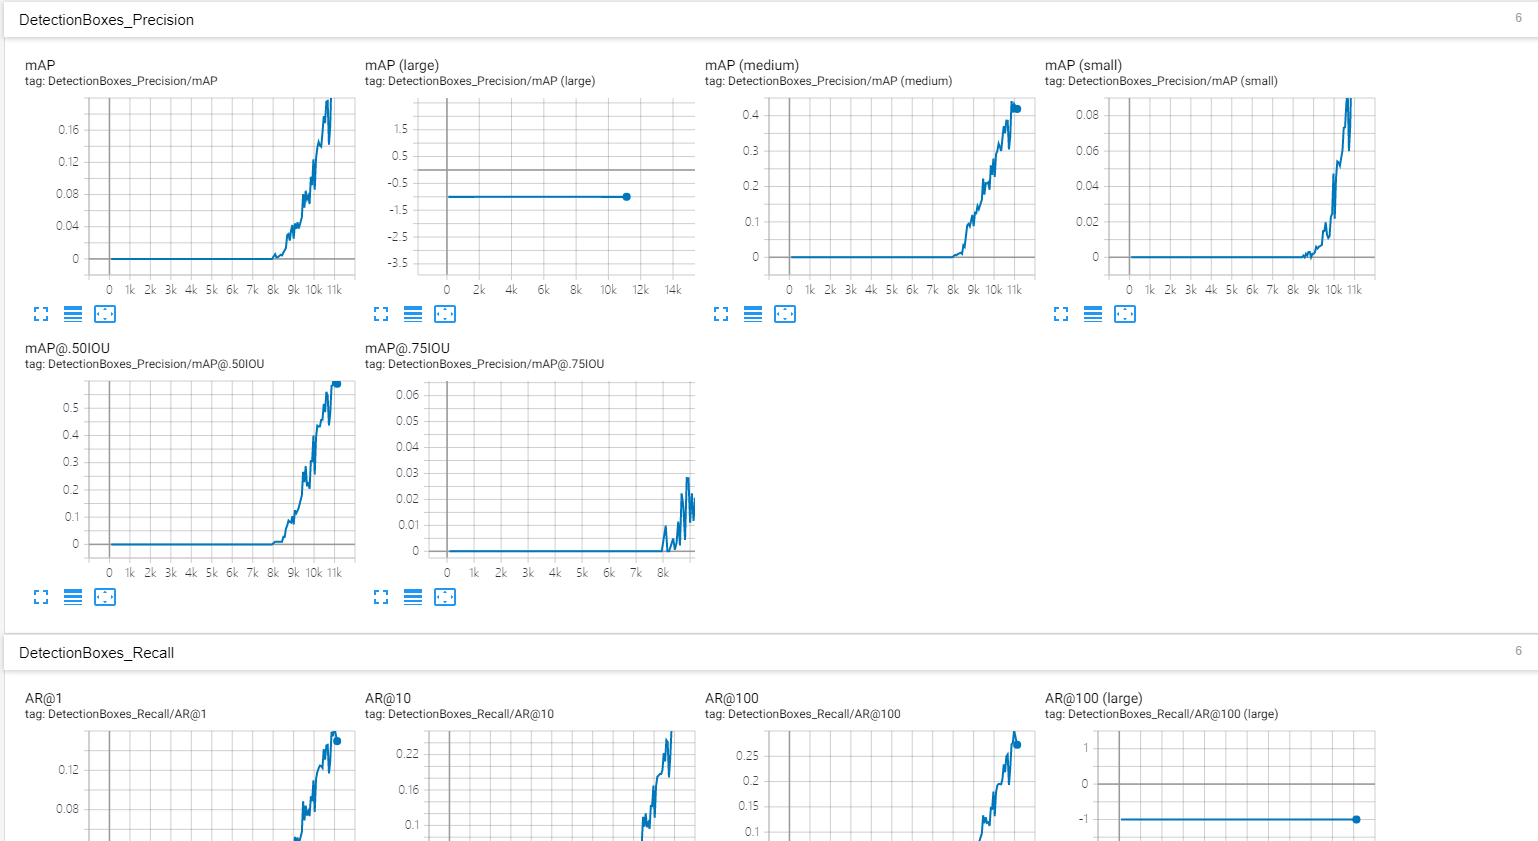 DetectionBoxes_Precision 6
mAP
tag: DetectionBoxes_Precision/mAP
0.16
0.12
0.08
0.04
0
0 1k 2k 3k 4k 5k 6k 7k 8k 9k 10k 11k
mAP (large)
tag: DetectionBoxes_Precision/mAP (large)
1.5
0.5
-0.5
-1.5
-2.5
-3.5
0 2k 4k 6k 8k 10k 12k 14k
mAP (medium)
tag: DetectionBoxes_Precision/mAP (medium)
0.4
0.3
0.2
0.1
0
0 1k 2k 3k 4k 5k 6k 7k 8k 9k 10k 11k
mAP (small)
tag: DetectionBoxes_Precision/mAP (small)
0.08
0.06
0.04
0.02
0
0 1k 2k 3k 4k 5k 6k 7k 8k 9k 10k 11k
mAP@.50IOU
tag: DetectionBoxes_Precision/mAP@.50IOU
0.5
0.4
0.3
0.2
0.1
0
0 1k 2k 3k 4k 5k 6k 7k 8k 9k 10k 11k
mAP@.75IOU
tag: DetectionBoxes_Precision/mAP@.75IOU
0.06
0.05
0.04
0.03
0.02
0.01
0
0 1k 2k 3k 4k 5k 6k 7k 8k
DetectionBoxes_Recall 6
AR@1
tag: DetectionBoxes_Recall/AR@1
0.12
0.08
AR@10
tag: DetectionBoxes_Recall/AR@10
0.22
0.16
0.1
AR@100
tag: DetectionBoxes_Recall/AR@100
0.25
0.2
0.15
0.1
AR@100 (large)
tag: DetectionBoxes_Recall/AR@100 (large)
1
0
-1